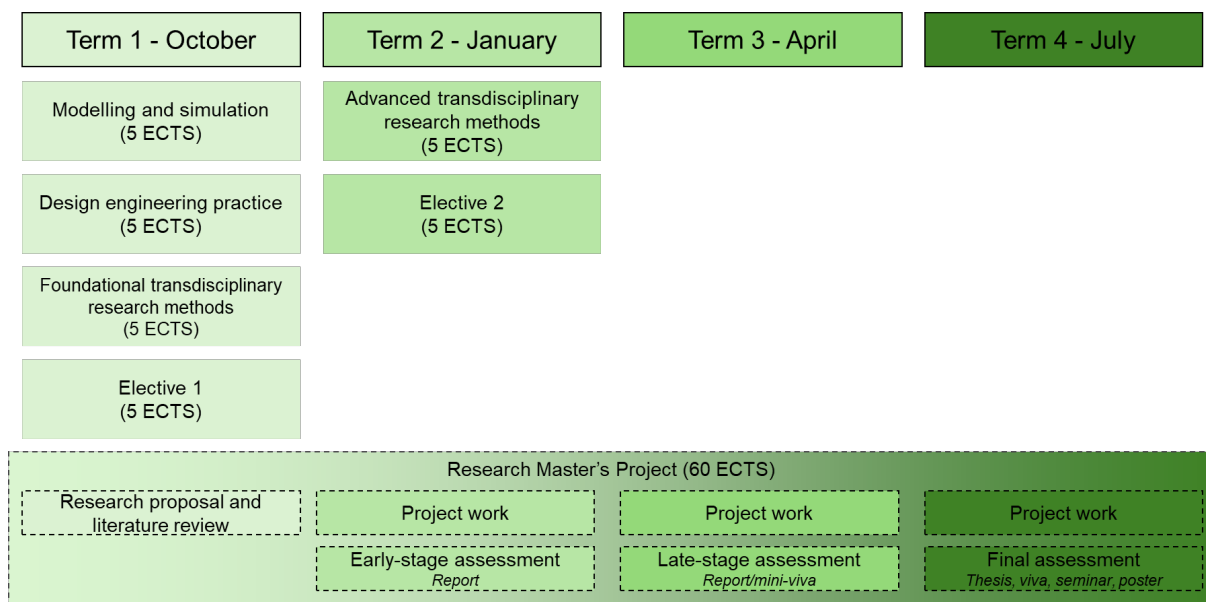 Term 1 - October
Term 2 - January
Term 3 - April
Term 4 - July
Modelling and simulation
(5 ECTS)
Advanced transdisciplinary
research methods
(5 ECTS)
Design engineering practice
(5 ECTS)
Elective 2
(5 ECTS)
Foundational transdisciplinary
research methods
(5 ECTS)
Elective 1
(5 ECTS)
Research Master's Project (60 ECTS)
Research proposal and
literature review
Project work
Project work
Project work
Early-stage assessment
Report
Late-stage assessment
Report/mini-viva
Final assessment
Thesis, viva, seminar, poster